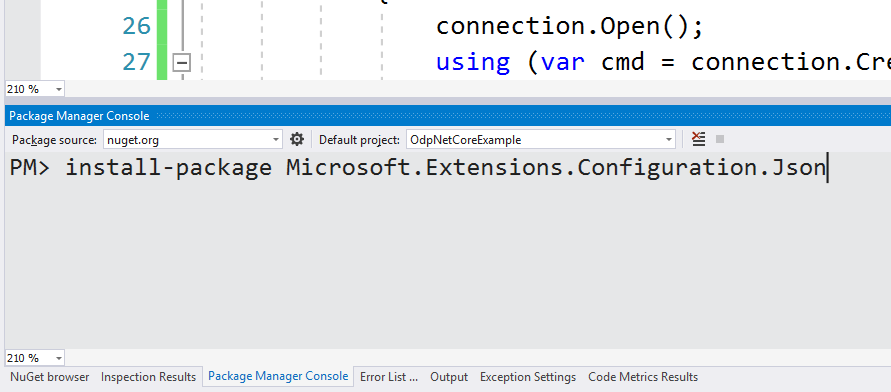 {
26 connection.Open();
27 using (var cmd = connection.Cre
210 %
Package Manager Console
Package source: nuget.org Default project: OdpNetCoreExample
PM> install-package Microsoft.Extensions.Configuration.Json
210 %
NuGet browser Inspection Results Package Manager Console Error List ... Output Exception Settings Code Metrics Results